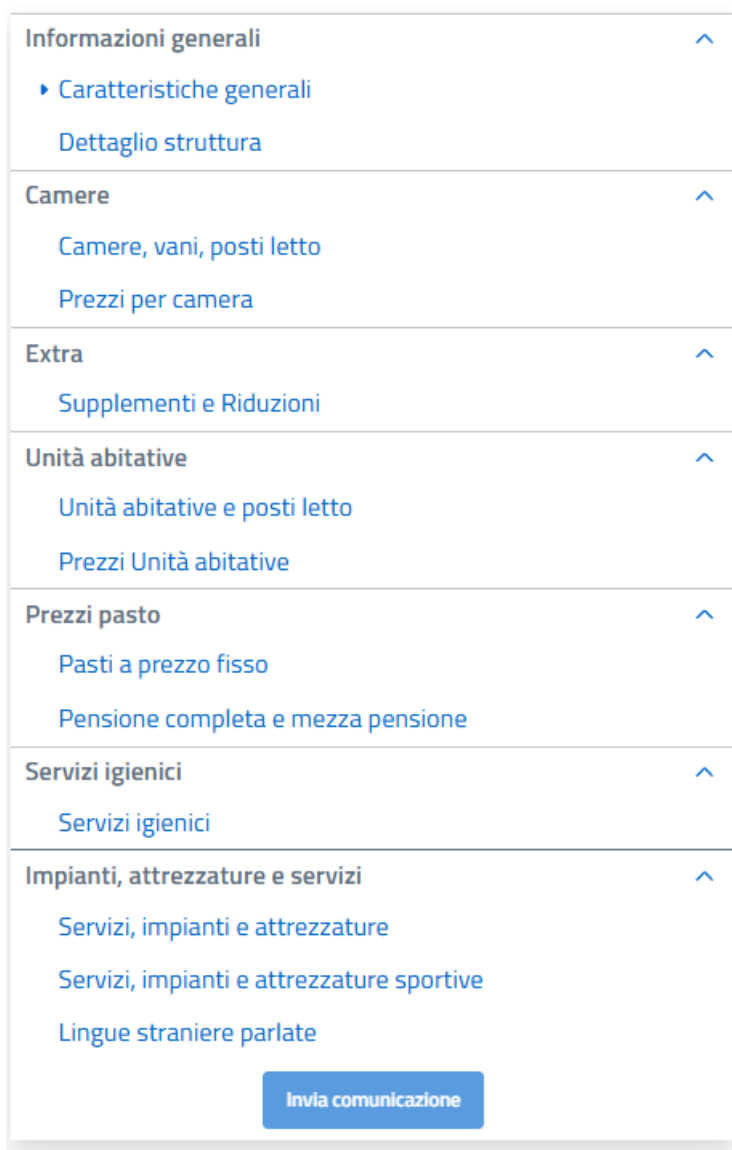 Informazioni generali
Caratteristiche generali
Dettaglio struttura
Camere
Camere, vani, posti letto
Prezzi per camera
Extra
Supplementi e Riduzioni
Unità abitative
Unità abitative e posti letto
Prezzi Unità abitative
Prezzi pasto
Pasti a prezzo fisso
Pensione completa e mezza pensione
Servizi igienici
Servizi igienici
Impianti, attrezzature e servizi
Servizi, impianti e attrezzature
Servizi, impianti e attrezzature sportive
Lingue straniere parlate
Invia comunicazione